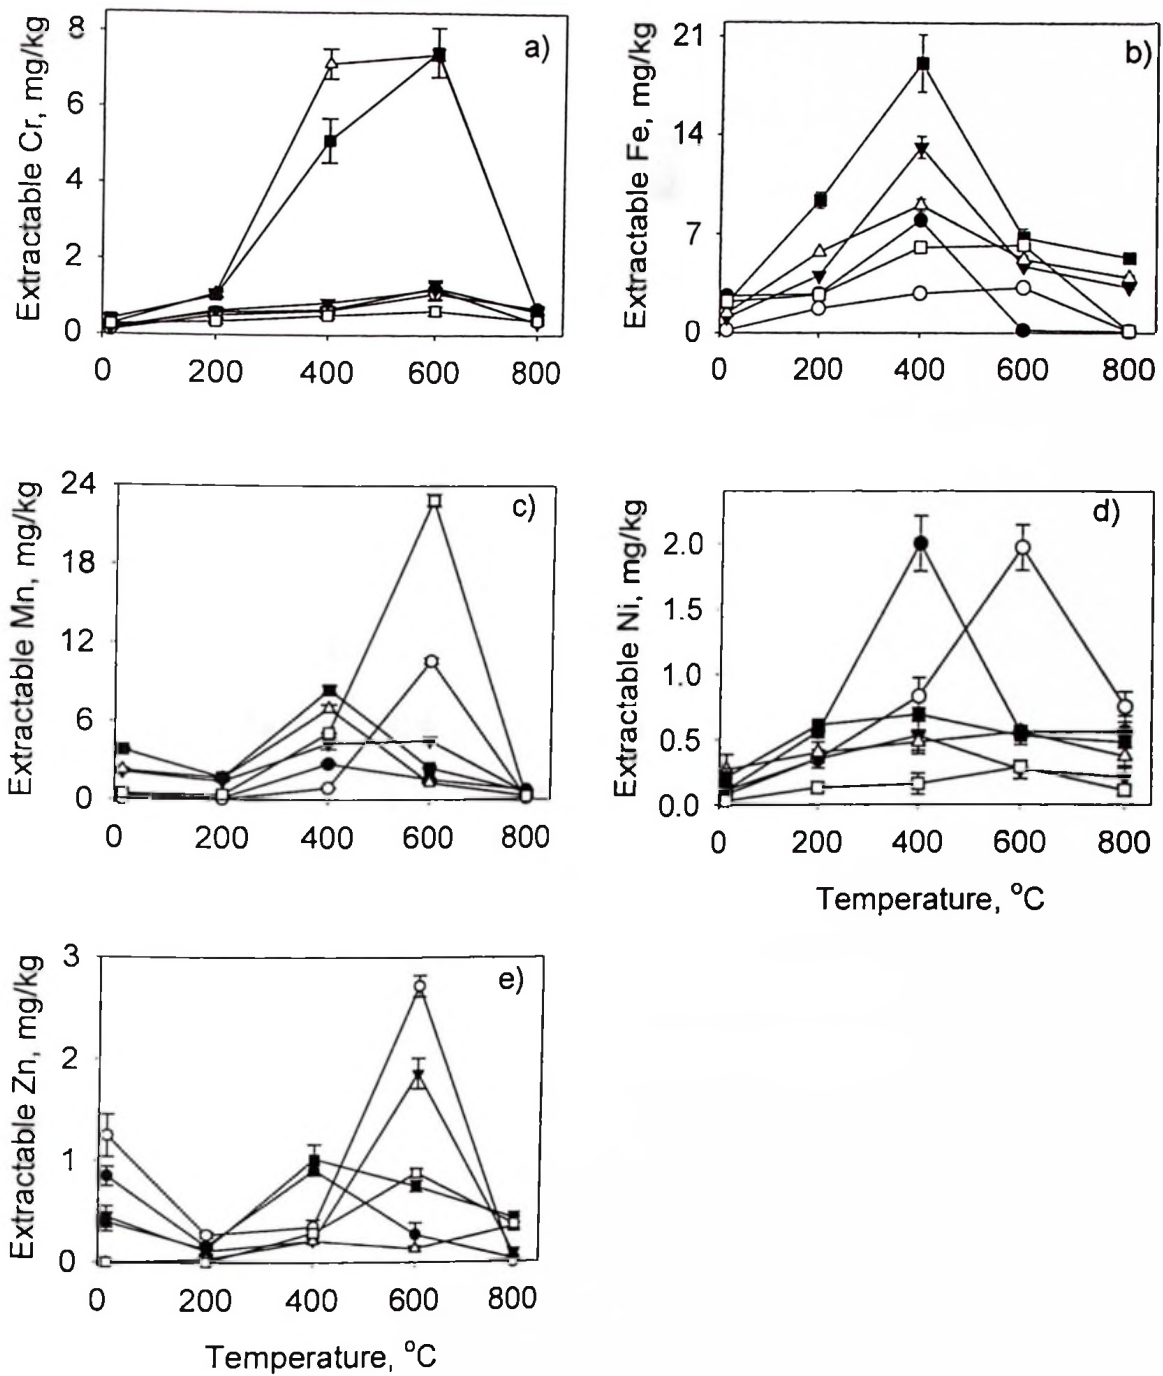 a)
Extractable Cr, mg/kg
8
6
4
2
0
0 200 400 600 800
b)
Extractable Fe, mg/kg
21
14
7
0
0 200 400 600 800
c)
Extractable Mn, mg/kg
24
18
12
6
0
0 200 400 600 800
d)
Extractable Ni, mg/kg
2.0
1.5
1.0
0.5
0.0
0 200 400 600 800
Temperature, °C
e)
Extractable Zn, mg/kg
3
2
1
0
0 200 400 600 800
Temperature, °C